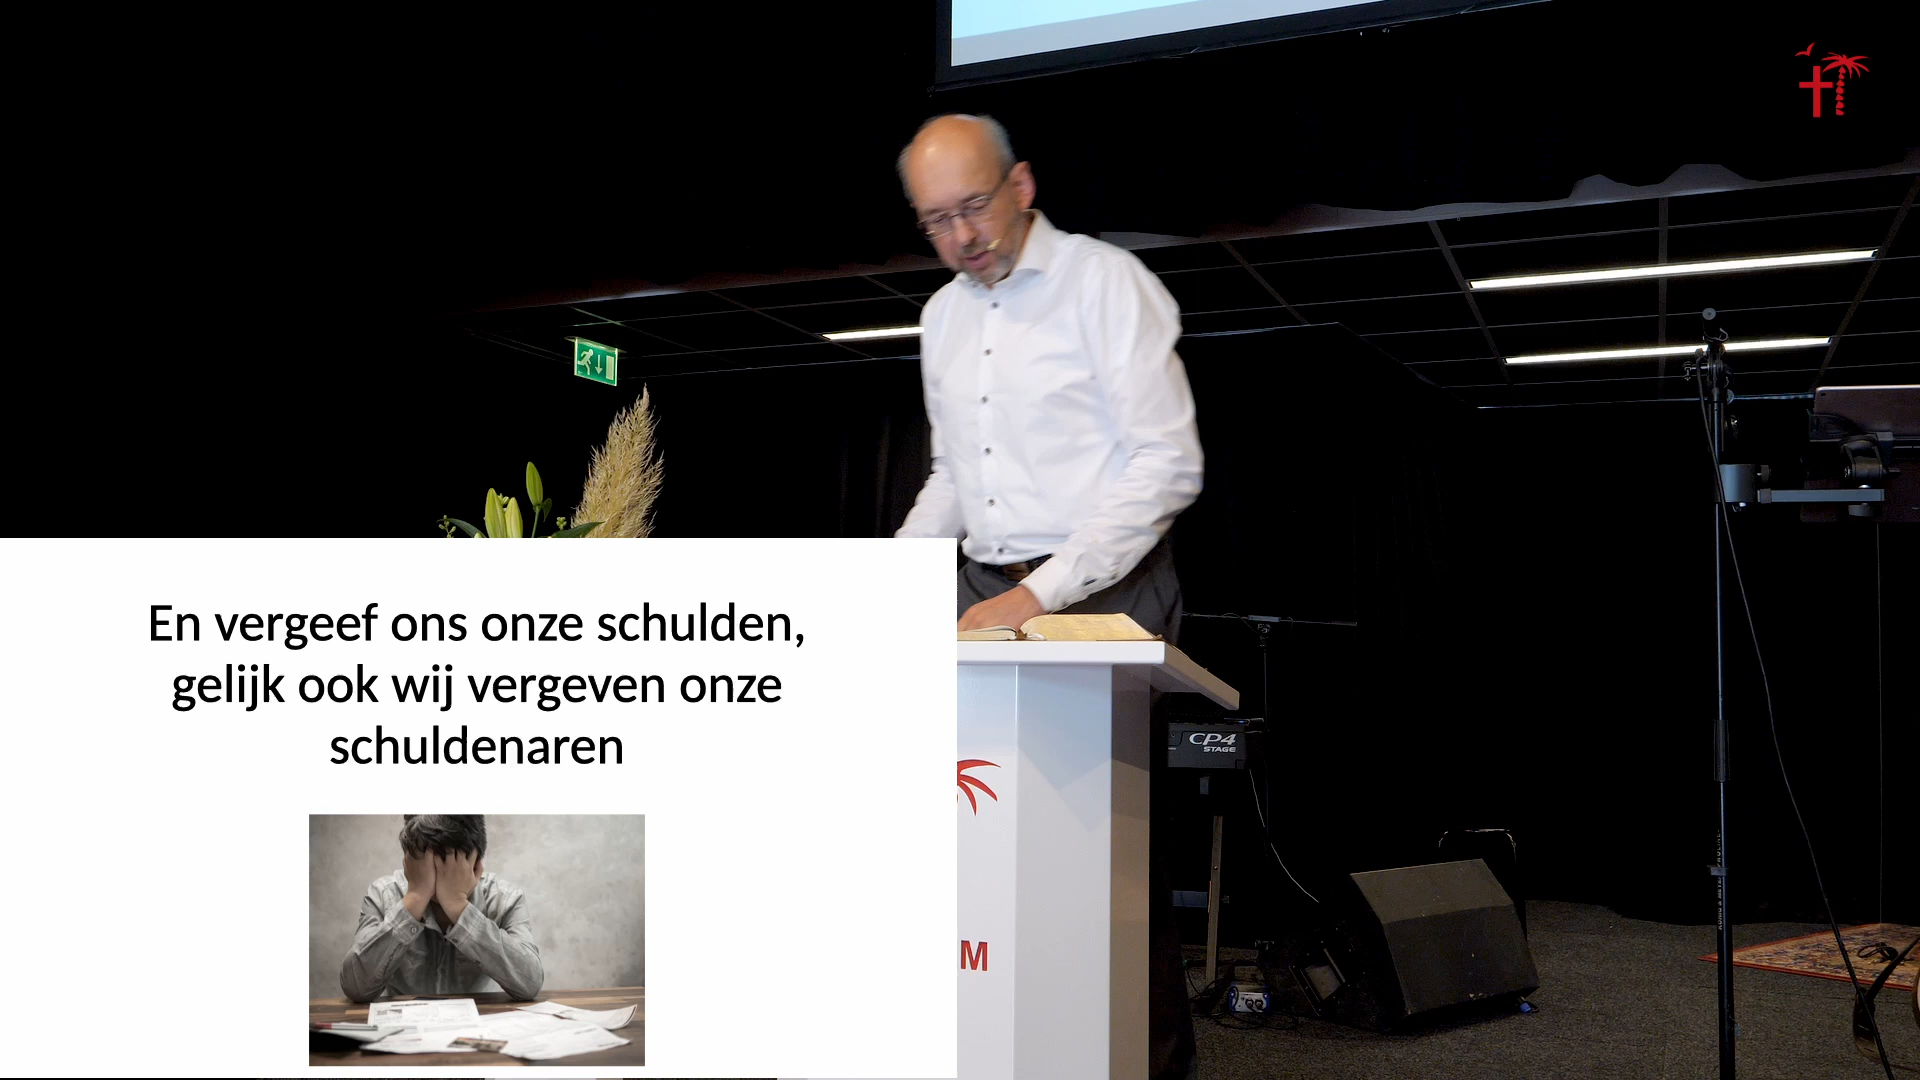 En vergeef ons onze schulden,
gelijk ook wij vergeven onze
schuldenaren
CP4
STAGE
M